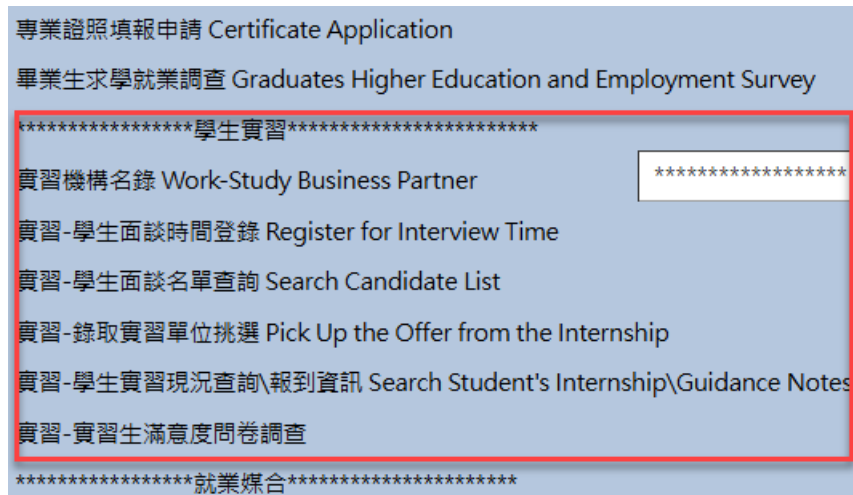 專業證照填報申請 Certificate Application
畢業生求學就業調查 Graduates Higher Education and Employment Survey
*****************學生實習************************
實習機構名錄 Work-Study Business Partner
******************
實習-學生面談時間登錄 Register for Interview Time
實習-學生面談名單查詢 Search Candidate List
實習-錄取實習單位挑選 Pick Up the Offer from the Internship
實習-學生實習現況查詢\報到資訊 Search Student's Internship\Guidance Notes
實習-實習生滿意度問卷調查
*****************就業媒合**********************